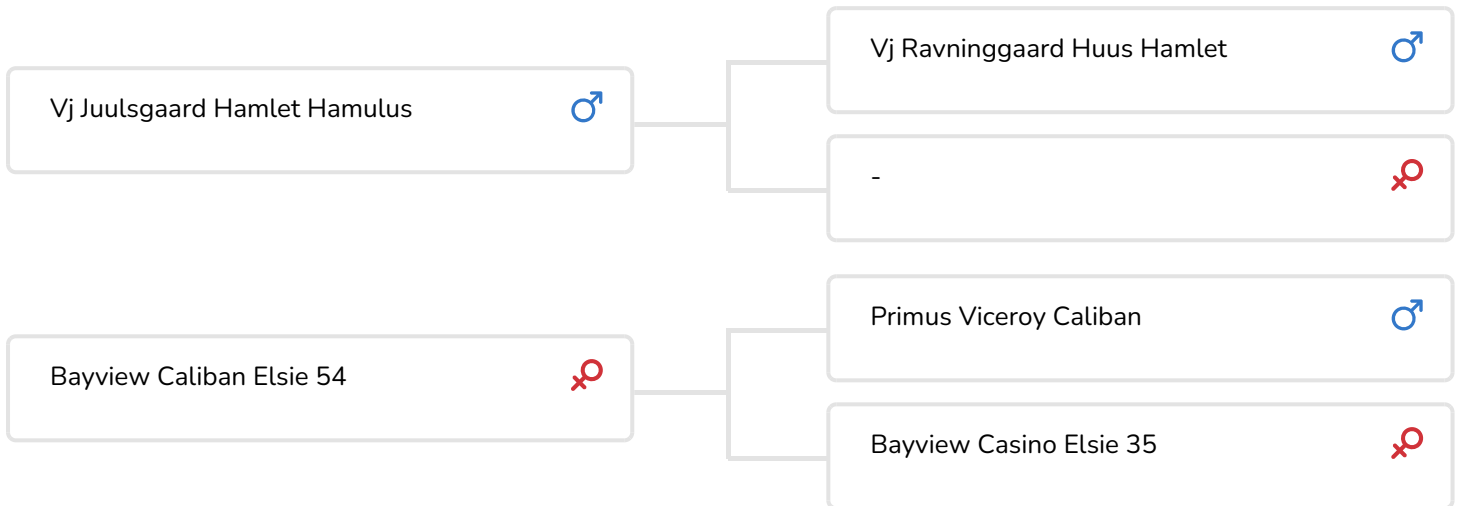 Vj Ravninggaard Huus Hamlet
Vj Juulsgaard Hamlet Hamulus
-
Primus Viceroy Caliban
Bayview Caliban Elsie 54
Bayview Casino Elsie 35